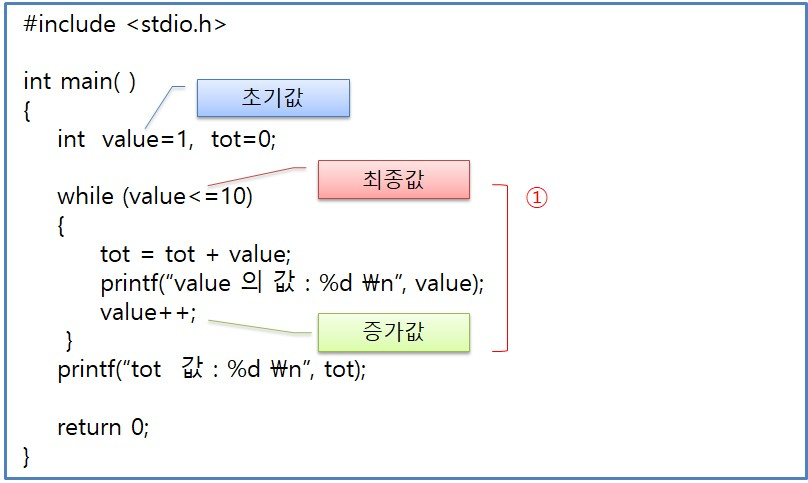 #include <stdio.h>
int main( )
{
초기값
int value=1, tot=0;
while (value<=10)
최종값
①
{
tot = tot + value;
printf(“value 의 값 : %d ₩n”, value);
value++;
증가값
}
printf(“tot 값 : %d ₩n”, tot);
return 0;
}